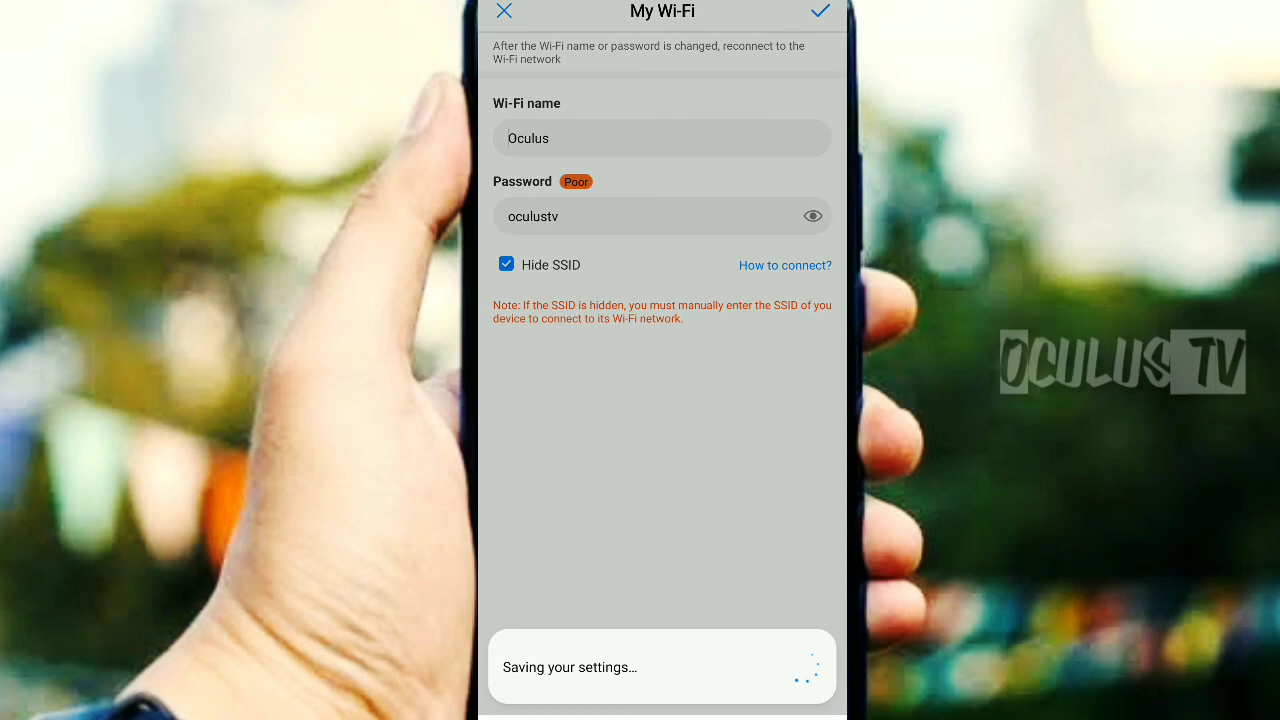 My Wi-Fi
After the Wi-Fi name or password is changed, reconnect to the
Wi-Fi network
Wi-Fi name
Oculus
Password Poor
oculustv
Hide SSID How to connect?
Note: If the SSID is hidden, you must manually enter the SSID of you
device to connect to its Wi-Fi network.
Saving your settings...
OCULUS TV